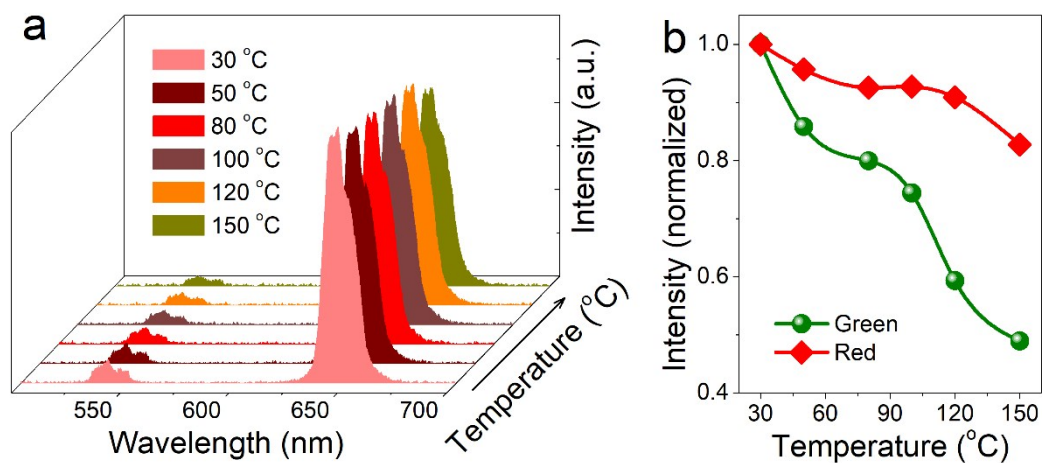 a
30 °C
50 °C
80 °C
100 °C
120 °C
150 °C
Intensity (a.u.)
Temperature (°C)
550
600
650
700
Wavelength (nm)
b
1.0
0.8
0.6
0.4
Intensity (normalized)
Green
Red
30
60
90
120
150
Temperature (°C)